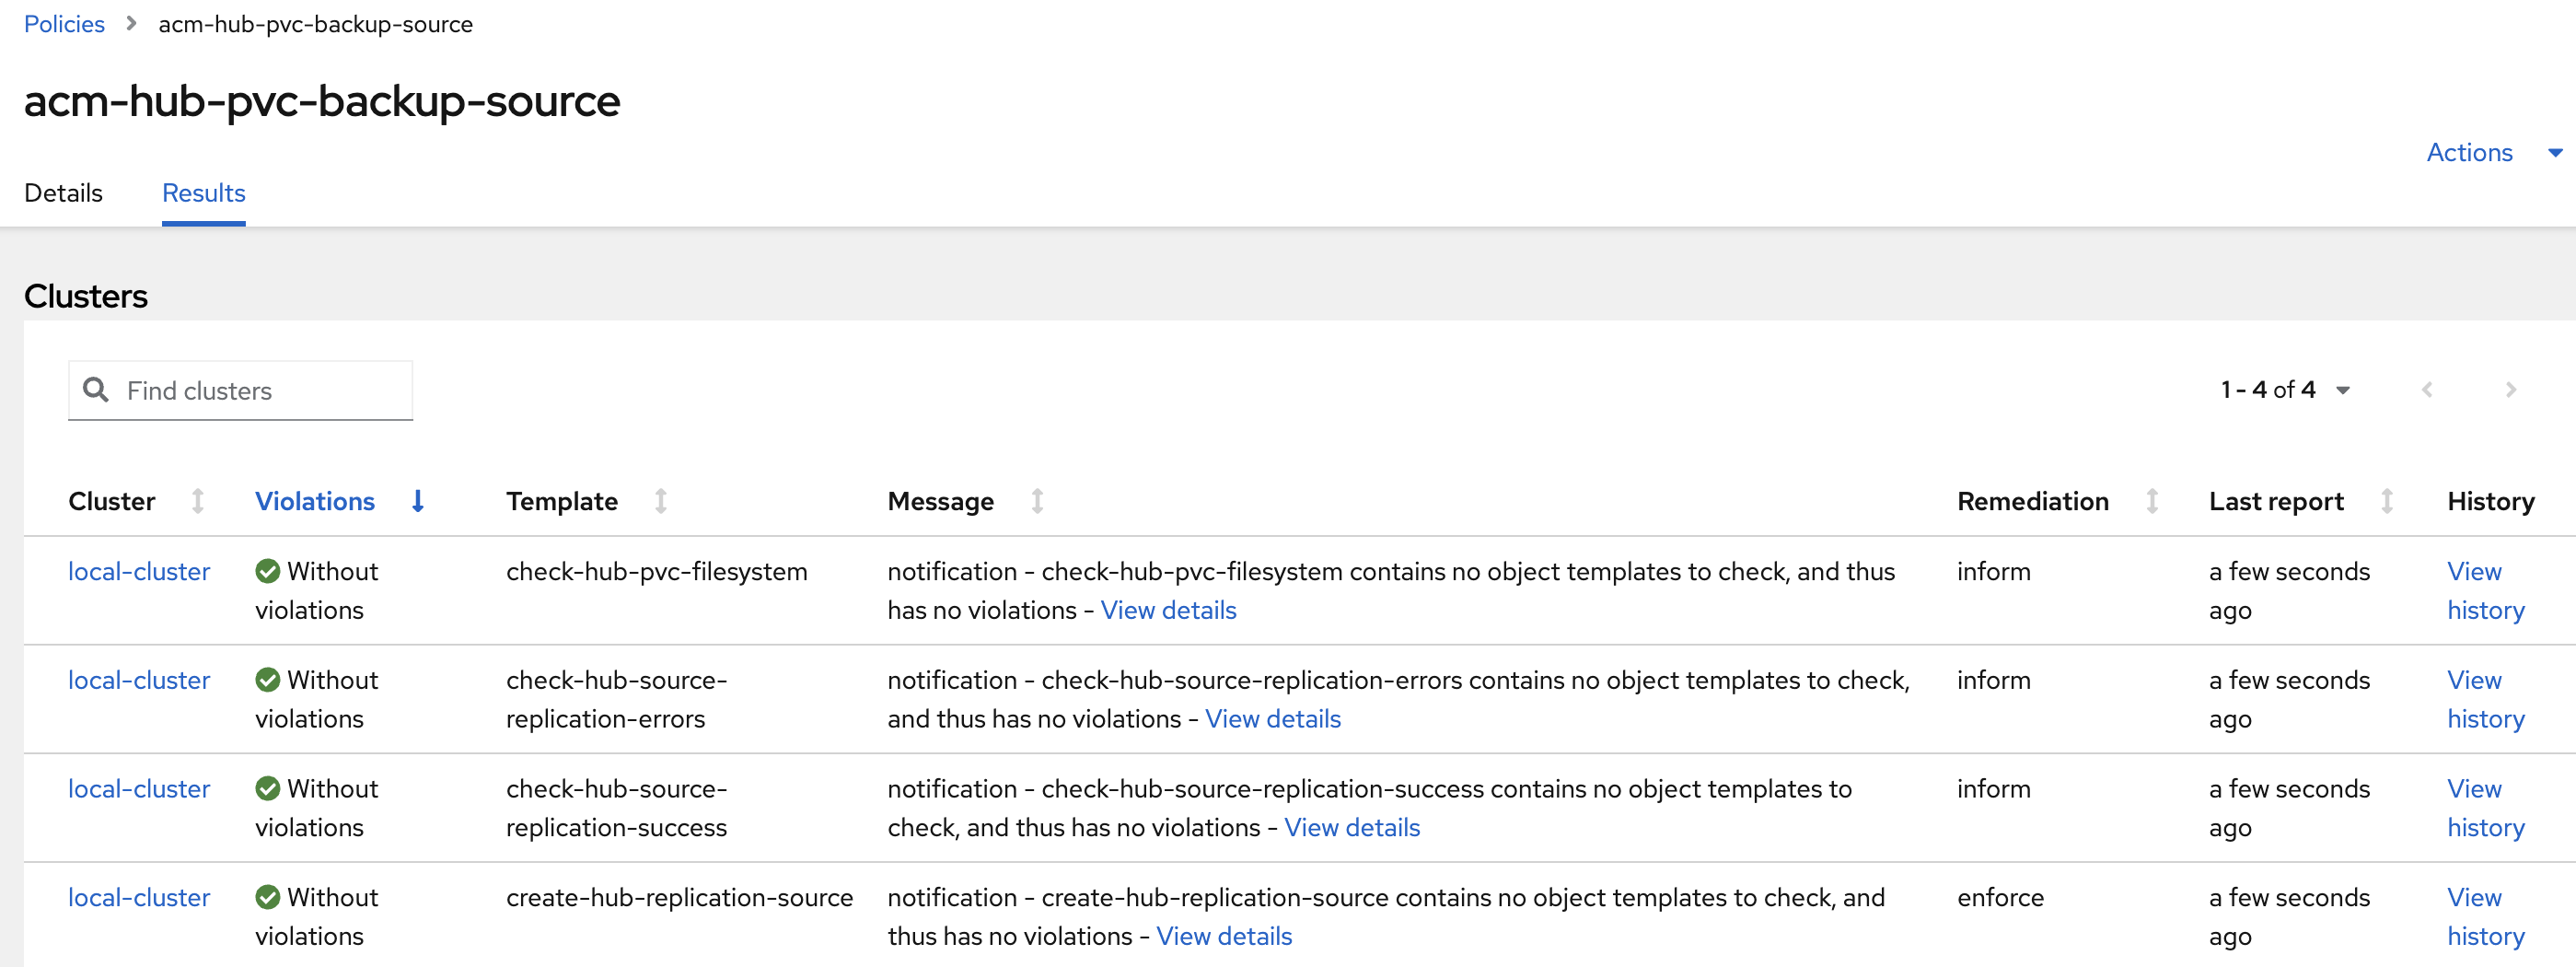 Policies > acm-hub-pvc-backup-source
acm-hub-pvc-backup-source
Actions
Details Results
Clusters
Find clusters
1 - 4 of 4
Cluster Violations Template Message Remediation Last report History
local-cluster Without check-hub-pvc-filesystem notification - check-hub-pvc-filesystem contains no object templates to check, and thus inform a few seconds View
violations has no violations - View details ago history
local-cluster Without check-hub-source- notification - check-hub-source-replication-errors contains no object templates to check, inform a few seconds View
violations replication-errors and thus has no violations - View details ago history
local-cluster Without check-hub-source- notification - check-hub-source-replication-success contains no object templates to inform a few seconds View
violations replication-success check, and thus has no violations - View details ago history
local-cluster Without create-hub-replication-source notification - create-hub-replication-source contains no object templates to check, and enforce a few seconds View
violations thus has no violations - View details ago history